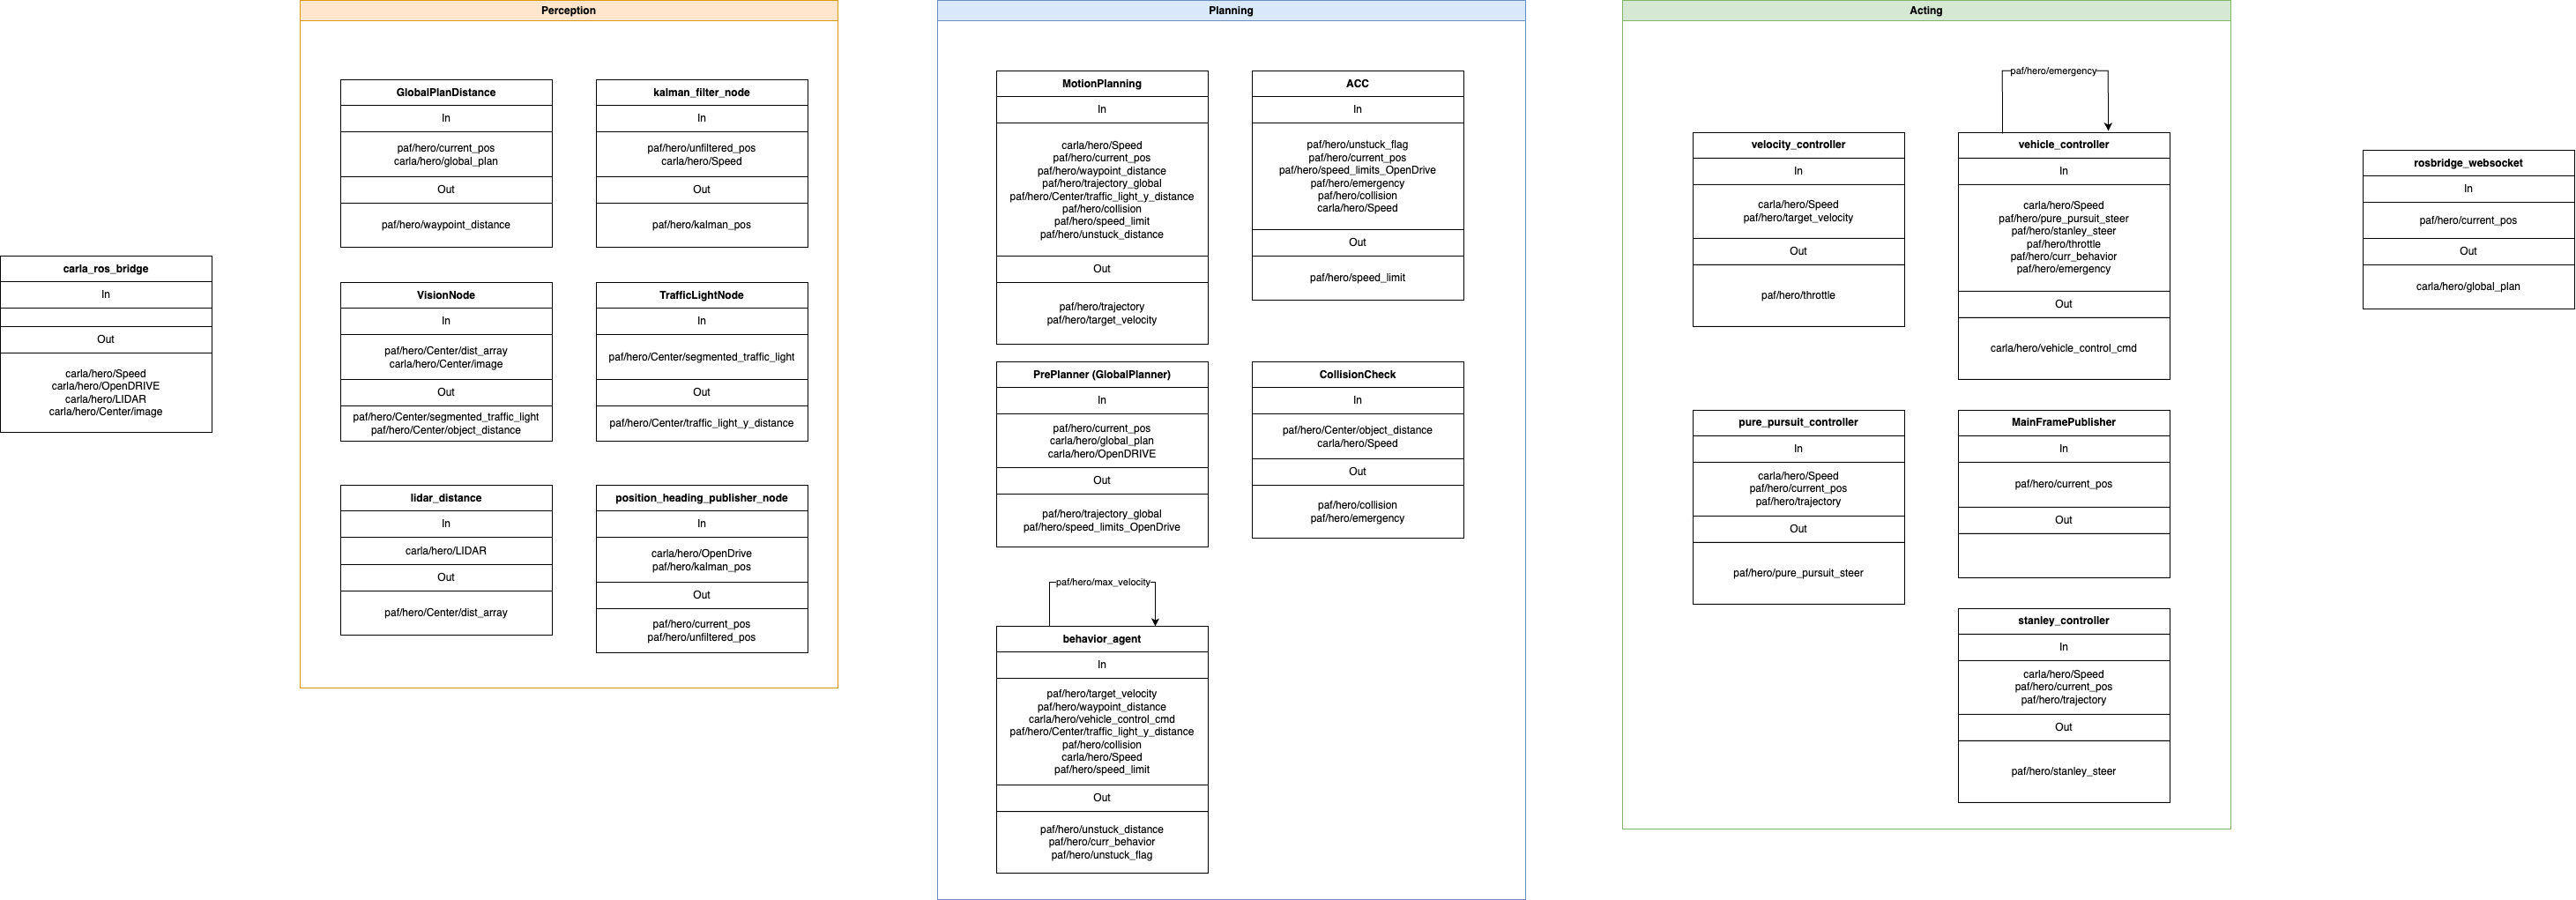 carla_ros_bridge
In
Out
carla/hero/Speed
carla/hero/OpenDRIVE
carla/hero/LIDAR
carla/hero/Center/image
Perception
GlobalPlanDistance
In
paf/hero/current_pos
carla/hero/global_plan
Out
paf/hero/waypoint_distance
kalman_filter_node
In
paf/hero/unfiltered_pos
carla/hero/Speed
Out
paf/hero/kalman_pos
VisionNode
In
paf/hero/Center/dist_array
carla/hero/Center/image
Out
paf/hero/Center/segmented_traffic_light
paf/hero/Center/object_distance
TrafficLightNode
In
paf/hero/Center/segmented_traffic_light
Out
paf/hero/Center/traffic_light_y_distance
lidar_distance
In
carla/hero/LIDAR
Out
paf/hero/Center/dist_array
position_heading_publisher_node
In
carla/hero/OpenDrive
paf/hero/kalman_pos
Out
paf/hero/current_pos
paf/hero/unfiltered_pos
Planning
MotionPlanning
In
carla/hero/Speed
paf/hero/current_pos
paf/hero/waypoint_distance
paf/hero/trajectory_global
paf/hero/Center/traffic_light_y_distance
paf/hero/collision
paf/hero/speed_limit
paf/hero/unstuck_distance
Out
paf/hero/trajectory
paf/hero/target_velocity
ACC
In
paf/hero/unstuck_flag
paf/hero/current_pos
paf/hero/speed_limits_OpenDrive
paf/hero/emergency
paf/hero/collision
carla/hero/Speed
Out
paf/hero/speed_limit
PrePlanner (GlobalPlanner)
In
paf/hero/current_pos
carla/hero/global_plan
carla/hero/OpenDRIVE
Out
paf/hero/trajectory_global
paf/hero/speed_limits_OpenDrive
CollisionCheck
In
paf/hero/Center/object_distance
carla/hero/Speed
Out
paf/hero/collision
paf/hero/emergency
paf/hero/max_velocity
behavior_agent
In
paf/hero/target_velocity
paf/hero/waypoint_distance
carla/hero/vehicle_control_cmd
paf/hero/Center/traffic_light_y_distance
paf/hero/collision
carla/hero/Speed
paf/hero/speed_limit
Out
paf/hero/unstuck_distance
paf/hero/curr_behavior
paf/hero/unstuck_flag
Acting
paf/hero/emergency
velocity_controller
In
carla/hero/Speed
paf/hero/target_velocity
Out
paf/hero/throttle
vehicle_controller
In
carla/hero/Speed
paf/hero/pure_pursuit_steer
paf/hero/stanley_steer
paf/hero/throttle
paf/hero/curr_behavior
paf/hero/emergency
Out
carla/hero/vehicle_control_cmd
pure_pursuit_controller
In
carla/hero/Speed
paf/hero/current_pos
paf/hero/trajectory
Out
paf/hero/pure_pursuit_steer
MainFramePublisher
In
paf/hero/current_pos
Out
stanley_controller
In
carla/hero/Speed
paf/hero/current_pos
paf/hero/trajectory
Out
paf/hero/stanley_steer
rosbridge_websocket
In
paf/hero/current_pos
Out
carla/hero/global_plan